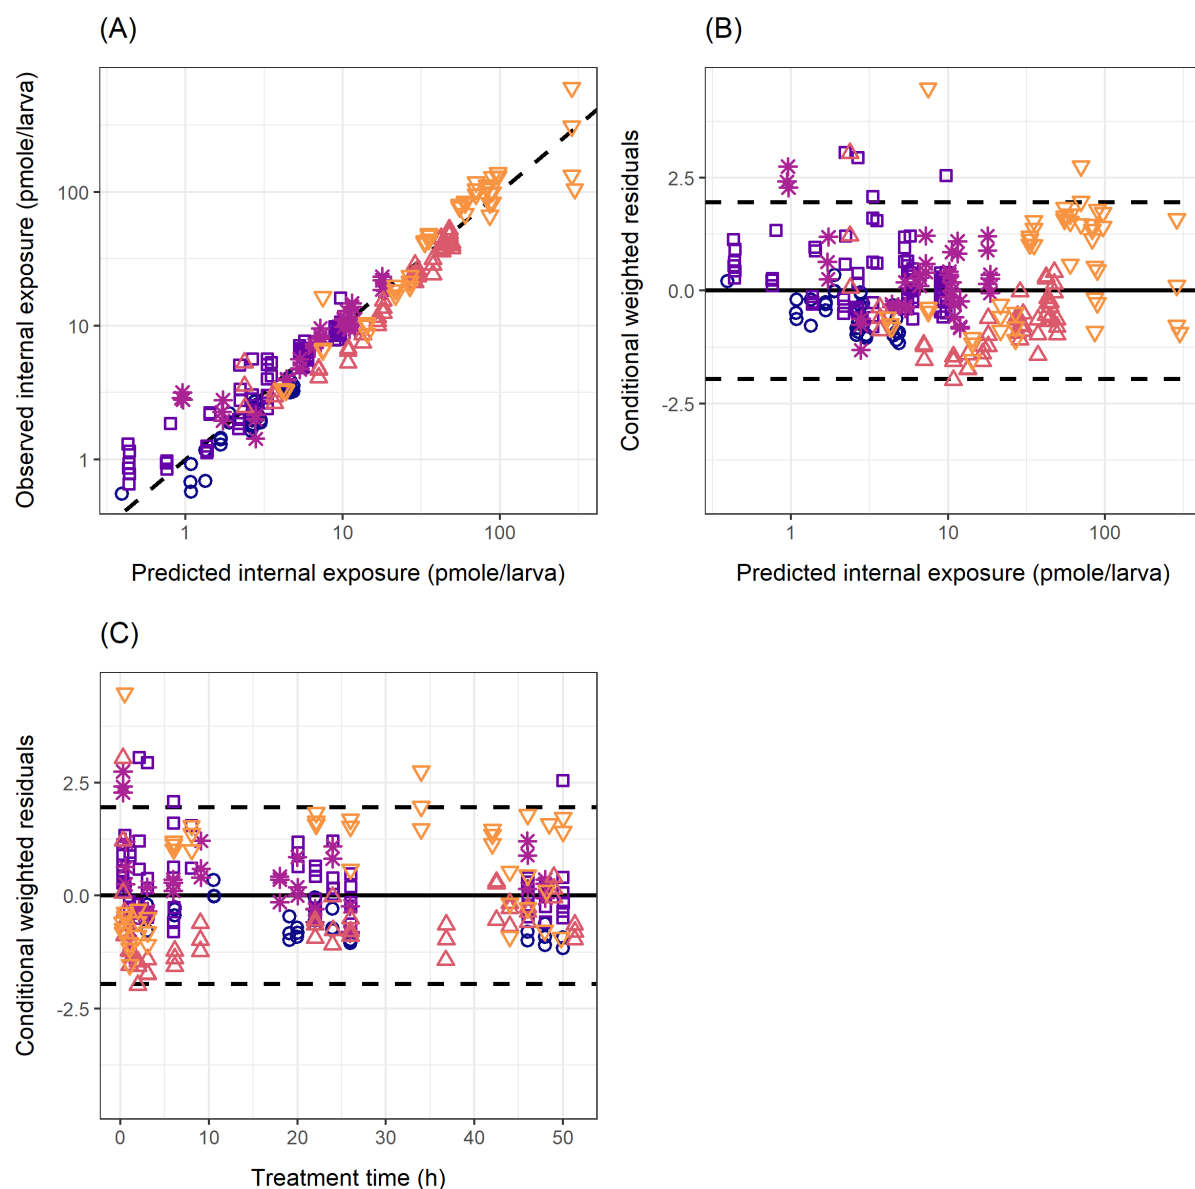 (A)
Observed internal exposure (pmole/larva)
100
10
1
1
10
100
Predicted internal exposure (pmole/larva)
(B)
Conditional weighted residuals
2.5
0.0
-2.5
1
10
100
Predicted internal exposure (pmole/larva)
(C)
Conditional weighted residuals
2.5
0.0
-2.5
0
10
20
30
40
50
Treatment time (h)